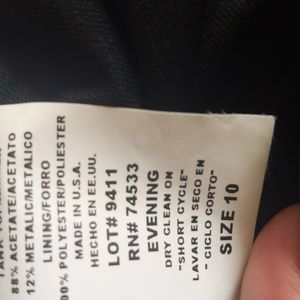 88% ACETATE/ACETATO
12% METALIC/METALICO
LINING/FORRO
00% POLYESTER/POLIESTER
MADE IN U.S.A.
HECHO EN EE.UU.
LOT# 9411
RN# 74533
EVENING
DRY CLEAN ON
"SHORT CYCLE"
LAVAR EN SECO EN
" CICLO CORTO"
SIZE 10